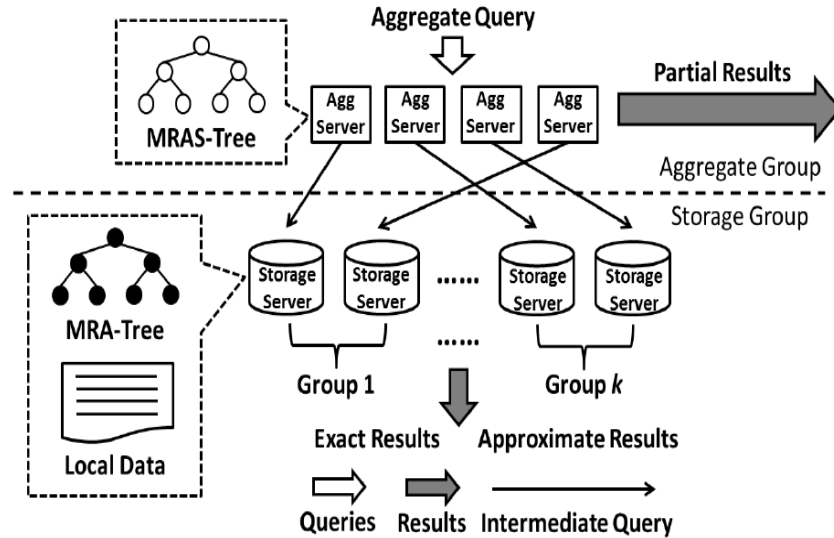 Aggregate Query
MRAS-Tree
Agg Server
Agg Server
Agg Server
Agg Server
Partial Results
Aggregate Group
Storage Group
MRA-Tree
Local Data
Storage Server
Storage Server
......
Storage Server
Storage Server
......
Group 1
Group k
Exact Results
Approximate Results
Queries
Results
Intermediate Query